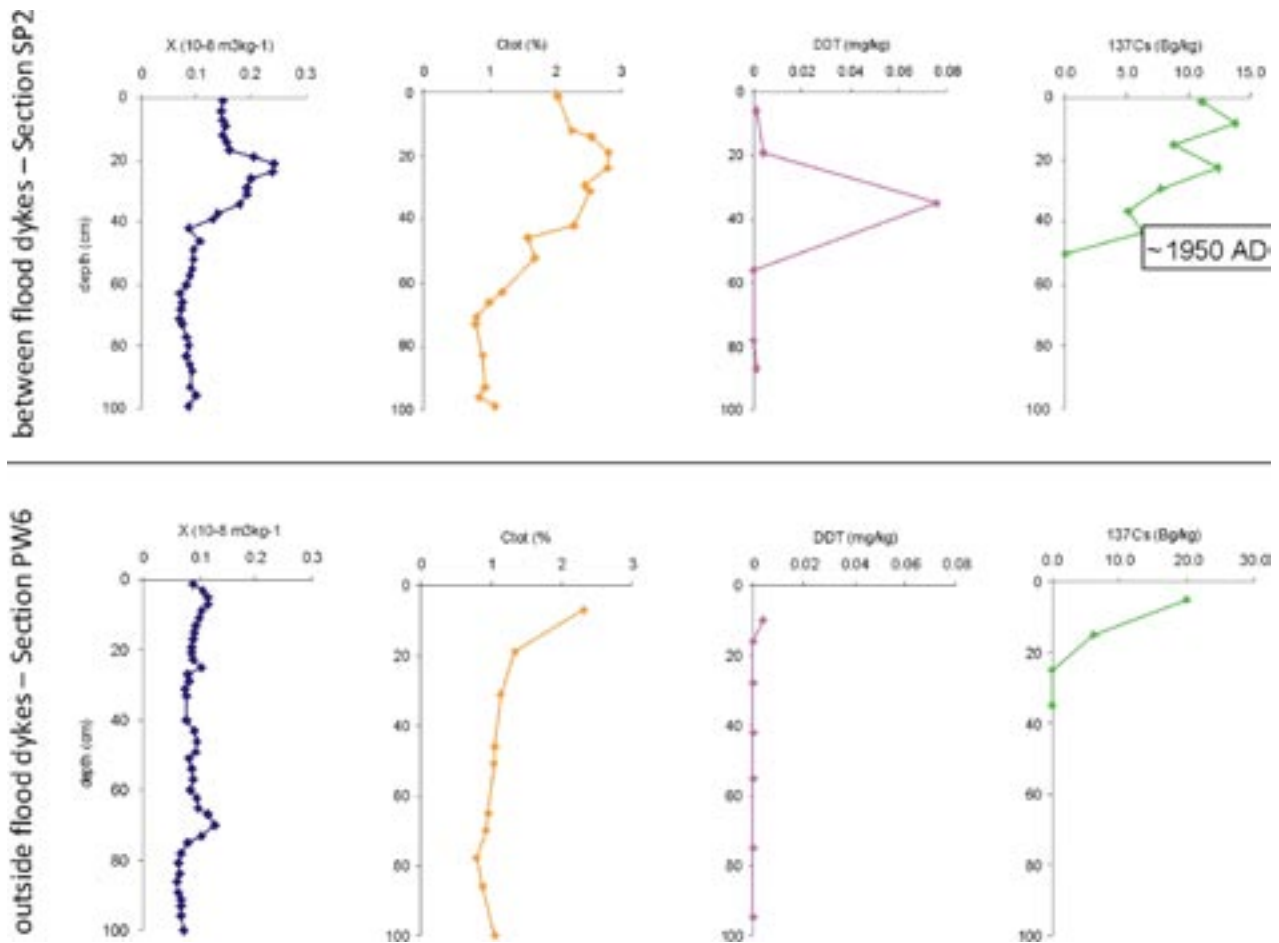 between flood dykes – Section SP2
X (10-8 m3kg-1)
0 0.1 0.2 0.3
depth (cm)
0
20
40
60
80
100
Ctot (%)
0 1 2 3
0
20
40
60
80
100
DDT (mg/kg)
0 0.02 0.04 0.06 0.08
0
20
40
60
80
100
137Cs (Bg/kg)
0.0 5.0 10.0 15.0
0
20
40
60
80
100
~1950 AD
outside flood dykes – Section PW6
X (10-8 m3kg-1
0 0.1 0.2 0.3
depth (cm)
0
20
40
60
80
100
Ctot (%
0 1 2 3
0
20
40
60
80
100
DDT (mg/kg)
0 0.02 0.04 0.06 0.08
0
20
40
60
80
100
137Cs (Bg/kg)
0.0 10.0 20.0 30.0
0
20
40
60
80
100